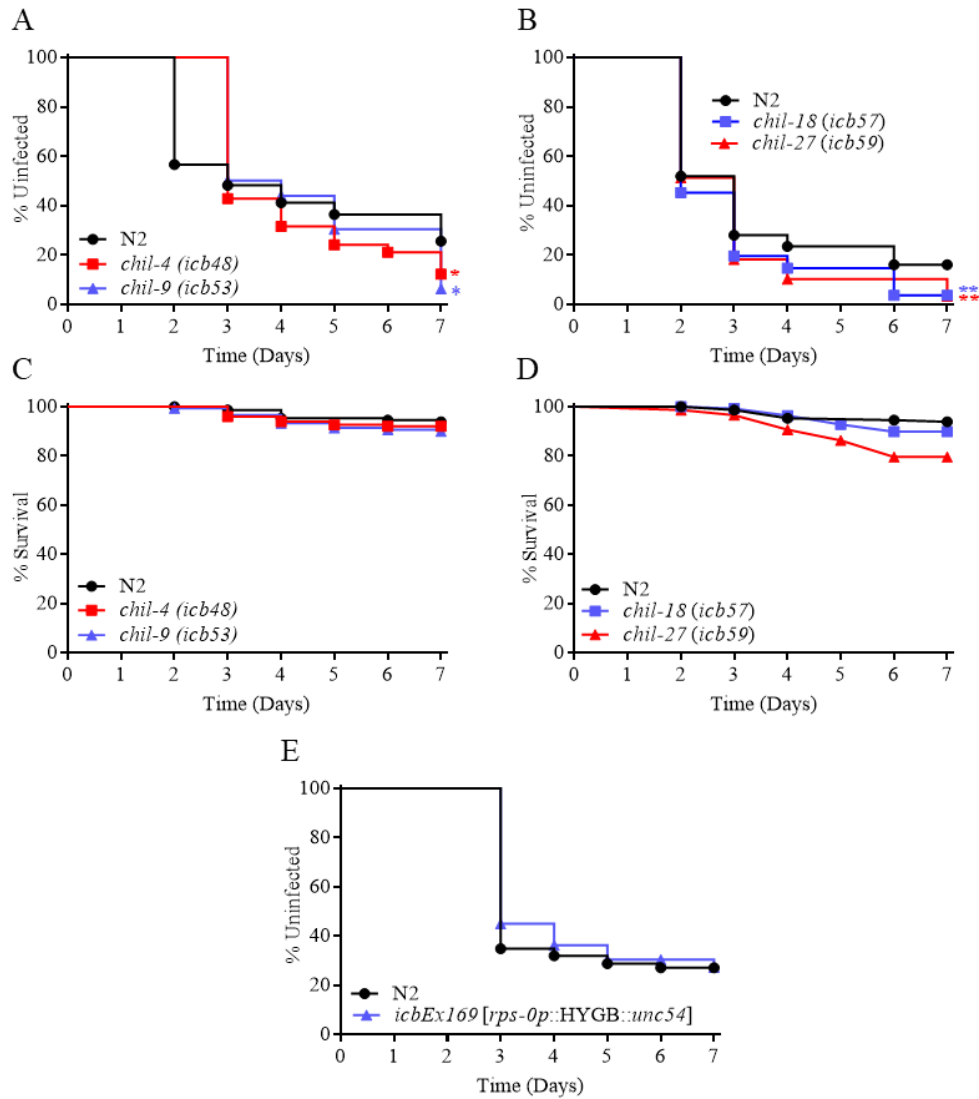 A
% Uninfected
100
80
60
40
20
0
N2
chil-4 (icb48)
chil-9 (icb53)
*
*
0 1 2 3 4 5 6 7
Time (Days)
B
% Uninfected
100
80
60
40
20
0
N2
chil-18 (icb57)
chil-27 (icb59)
**
**
0 1 2 3 4 5 6 7
Time (Days)
C
% Survival
100
80
60
40
20
0
N2
chil-4 (icb48)
chil-9 (icb53)
0 1 2 3 4 5 6 7
Time (Days)
D
% Survival
100
80
60
40
20
0
N2
chil-18 (icb57)
chil-27 (icb59)
0 1 2 3 4 5 6 7
Time (Days)
E
% Uninfected
100
80
60
40
20
0
N2
icbEx169 [rps-0p::HYGB::unc54]
0 1 2 3 4 5 6 7
Time (Days)